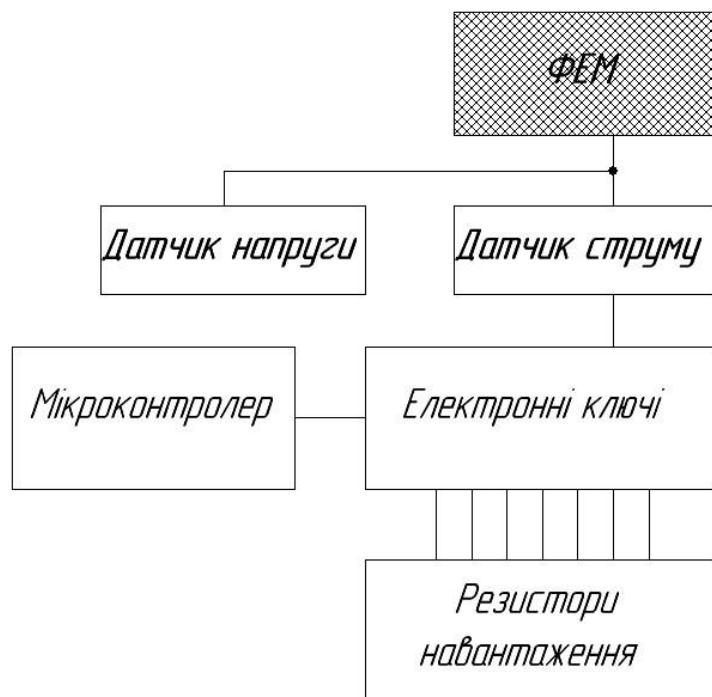 ФЕМ
Датчик напруги
Датчик струму
Мікроконтролер
Електронні ключі
Резистори
навантаження